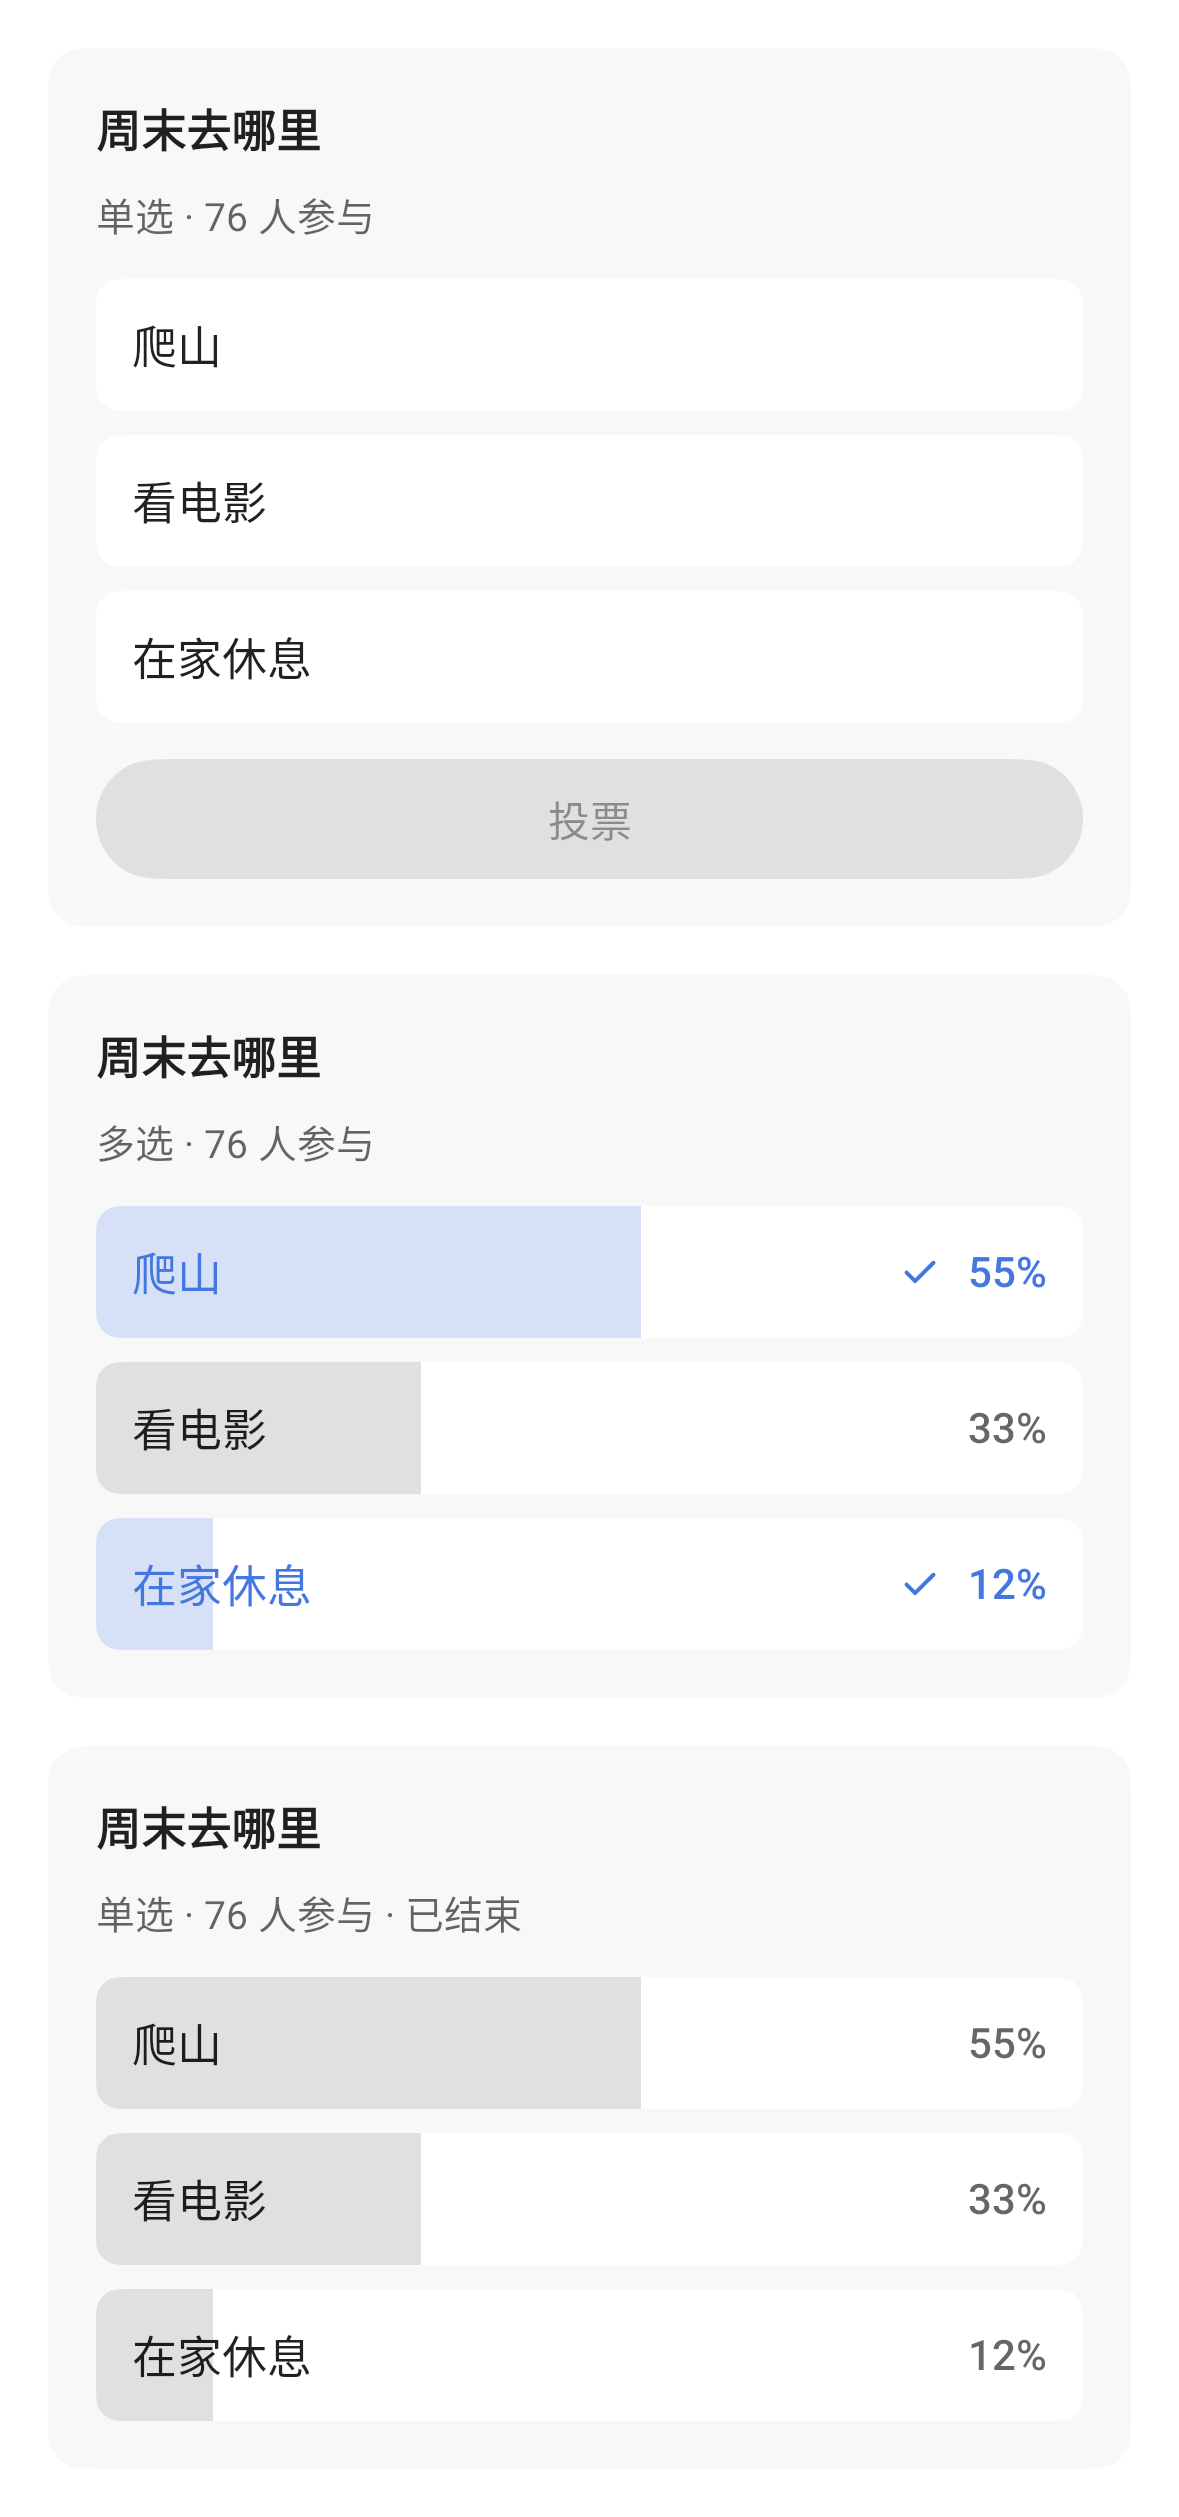 周末去哪里
单选 · 76 人参与
爬山
看电影
在家休息
投票
周末去哪里
多选 · 76 人参与
爬山 55%
看电影 33%
在家休息 12%
周末去哪里
单选 · 76 人参与 · 已结束
爬山 55%
看电影 33%
在家休息 12%